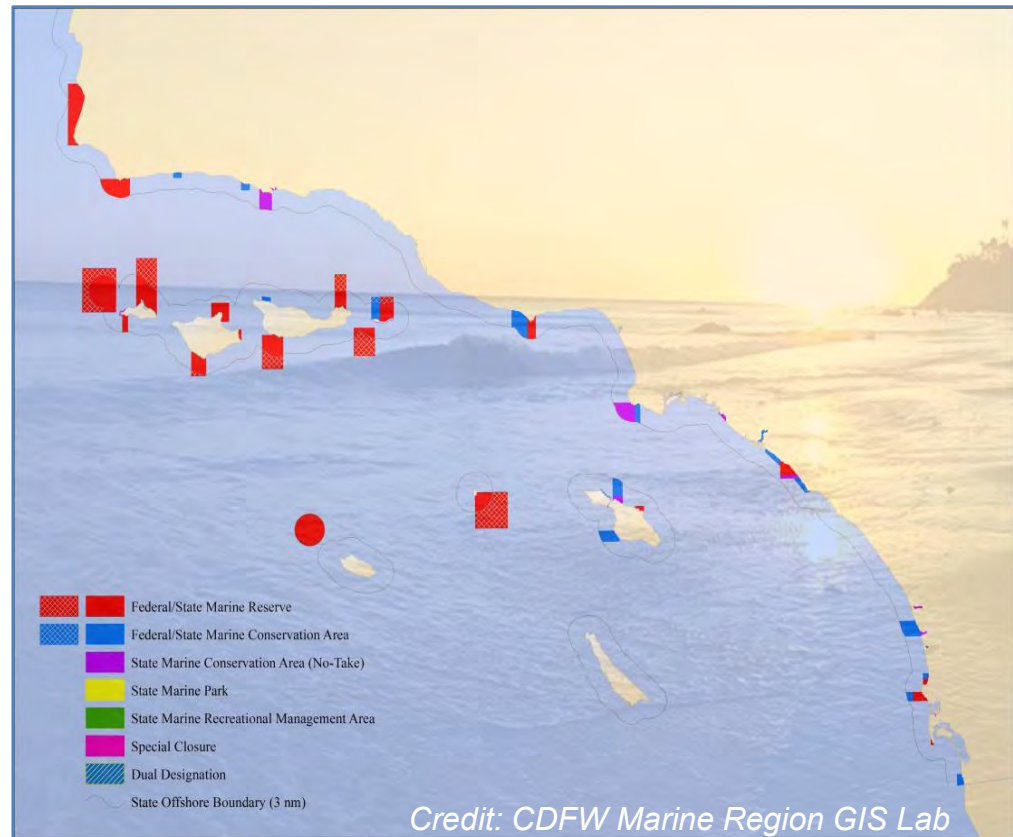 Federal/State Marine Reserve
Federal/State Marine Conservation Area
State Marine Conservation Area (No-Take)
State Marine Park
State Marine Recreational Management Area
Special Closure
Dual Designation
State Offshore Boundary (3 nm)
Credit: CDFW Marine Region GIS Lab